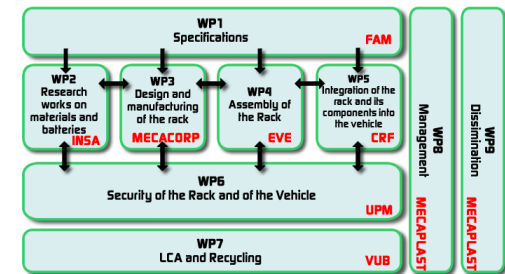 WP1
Specifications
FAM
WP2
Research
works on
materials and
batteries
INSA
WP3
Design and
manufacturing
of the rack
MECACORP
WP4
Assembly of
the Rack
EVE
WP5
Integration of the
rack and its
components into
the vehicle
CRF
WP6
Security of the Rack and of the Vehicle
UPM
WP7
LCA and Recycling
VUB
WP8
Management
MECAPLAST
WP9
Dissimination
MECAPLAST